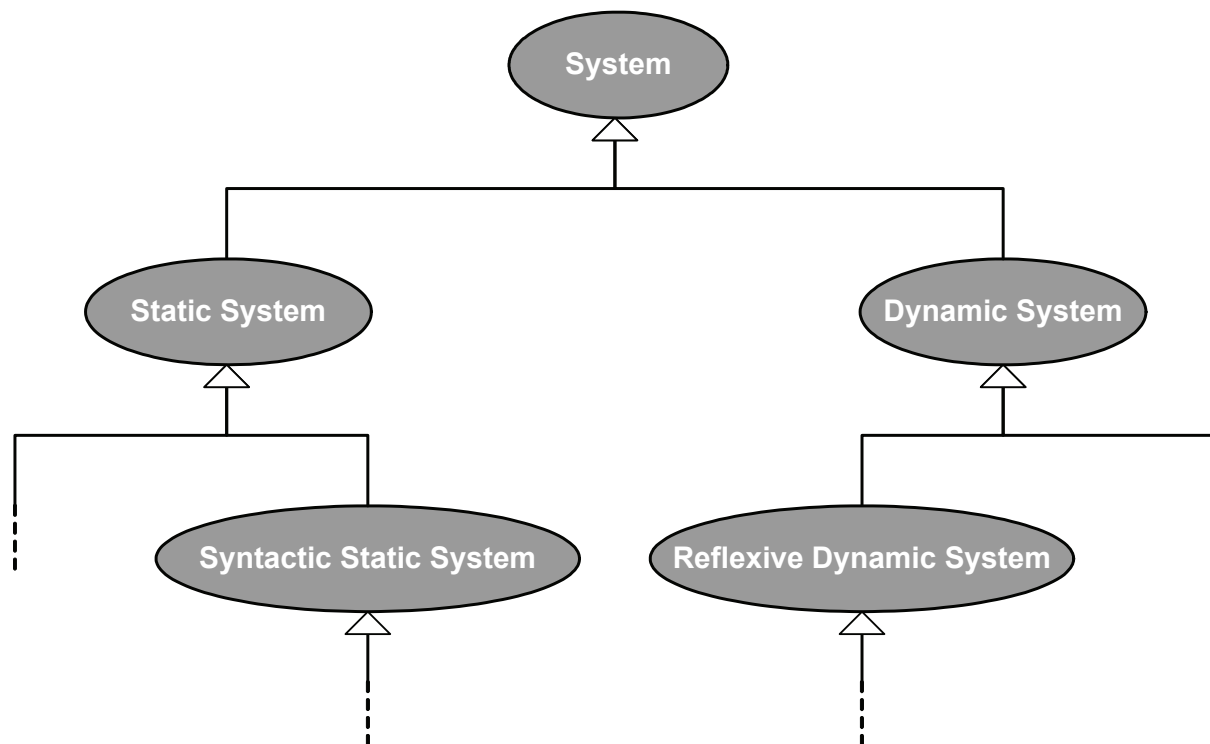 System
Static System
Dynamic System
Syntactic Static System
Reflexive Dynamic System